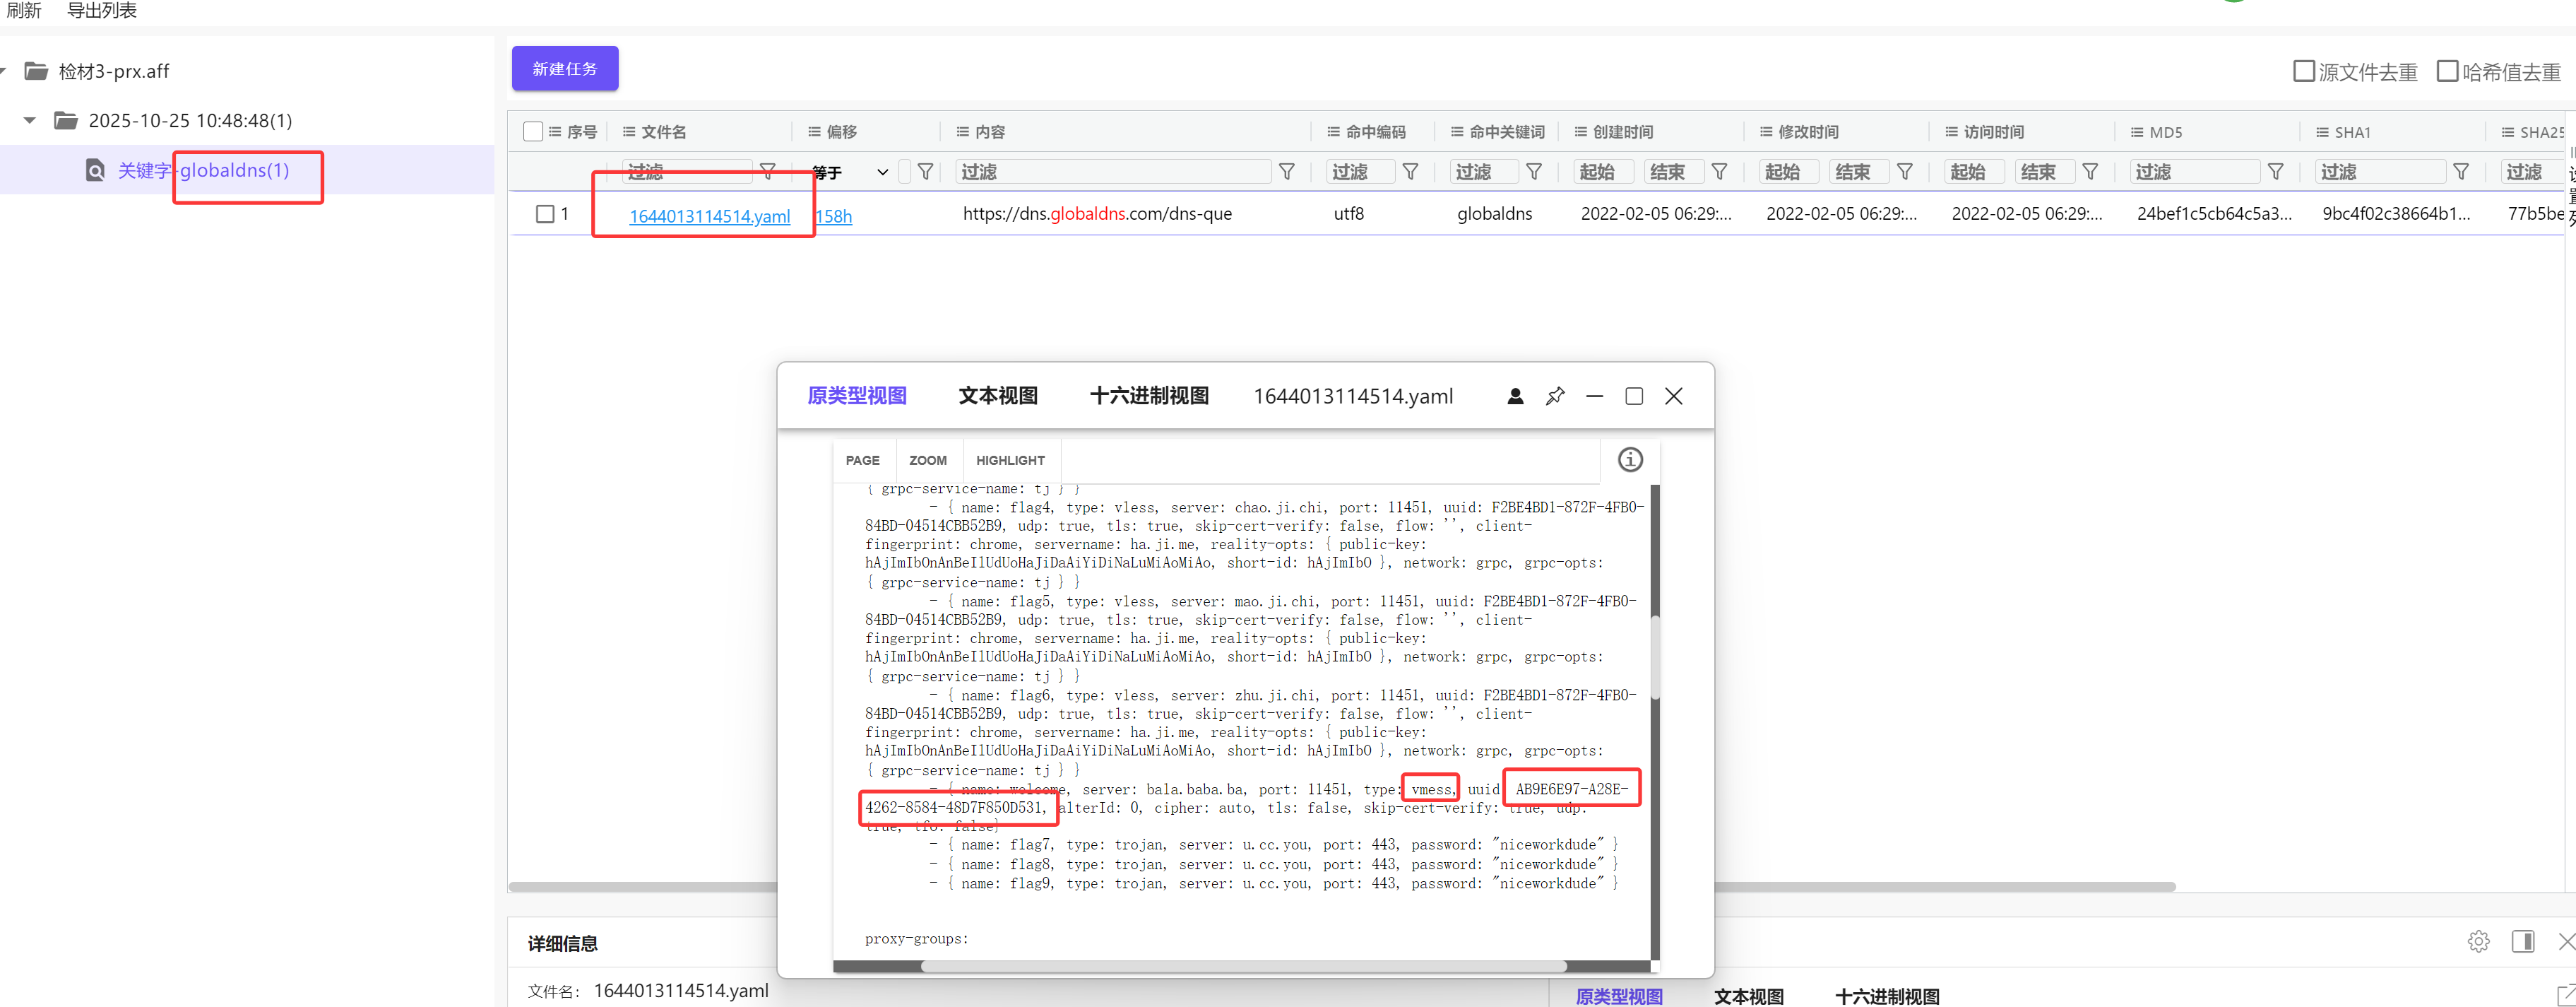 刷新 导出列表
检材3-prx.aff
2025-10-25 10:48:48(1)
关键字-globaldns(1)
新建任务
源文件去重 哈希值去重
序号 文件名 偏移 内容 命中编码 命中关键词 创建时间 修改时间 访问时间 MD5 SHA1 SHA25
过滤 等于 过滤 过滤 过滤 起始 结束 起始 结束 起始 结束 过滤 过滤 过滤
1 1644013114514.yaml 158h https://dns.globaldns.com/dns-que utf8 globaldns 2022-02-05 06:29:... 2022-02-05 06:29:... 2022-02-05 06:29:... 24bef1c5cb64c5a3... 9bc4f02c38664b1... 77b5be
原类型视图 文本视图 十六进制视图 1644013114514.yaml
PAGE ZOOM HIGHLIGHT
{ grpc-service-name: tj } }
- { name: flag4, type: vless, server: chao.ji.chi, port: 11451, uuid: F2BE4BD1-872F-4FB0-
84BD-04514CBB52B9, udp: true, tls: true, skip-cert-verify: false, flow: '', client-
fingerprint: chrome, servername: ha.ji.me, reality-opts: { public-key:
hAjImIbOnAnBeIlUdUoHaJiDaAiYiDiNaLuMiAoMiAo, short-id: hAjImIbO }, network: grpc, grpc-opts:
{ grpc-service-name: tj } }
- { name: flag5, type: vless, server: mao.ji.chi, port: 11451, uuid: F2BE4BD1-872F-4FB0-
84BD-04514CBB52B9, udp: true, tls: true, skip-cert-verify: false, flow: '', client-
fingerprint: chrome, servername: ha.ji.me, reality-opts: { public-key:
hAjImIbOnAnBeIlUdUoHaJiDaAiYiDiNaLuMiAoMiAo, short-id: hAjImIbO }, network: grpc, grpc-opts:
{ grpc-service-name: tj } }
- { name: flag6, type: vless, server: zhu.ji.chi, port: 11451, uuid: F2BE4BD1-872F-4FB0-
84BD-04514CBB52B9, udp: true, tls: true, skip-cert-verify: false, flow: '', client-
fingerprint: chrome, servername: ha.ji.me, reality-opts: { public-key:
hAjImIbOnAnBeIlUdUoHaJiDaAiYiDiNaLuMiAoMiAo, short-id: hAjImIbO }, network: grpc, grpc-opts:
{ grpc-service-name: tj } }
- { name: welcome, server: bala.baba.ba, port: 11451, type: vmess, uuid: AB9E6E97-A28E-
4262-8584-48D7F850D531, alterId: 0, cipher: auto, tls: false, skip-cert-verify: true, udp:
true, tfo: false}
- { name: flag7, type: trojan, server: u.cc.you, port: 443, password: "niceworkdude" }
- { name: flag8, type: trojan, server: u.cc.you, port: 443, password: "niceworkdude" }
- { name: flag9, type: trojan, server: u.cc.you, port: 443, password: "niceworkdude" }
proxy-groups:
详细信息
文件名: 1644013114514.yaml
原类型视图 文本视图 十六进制视图